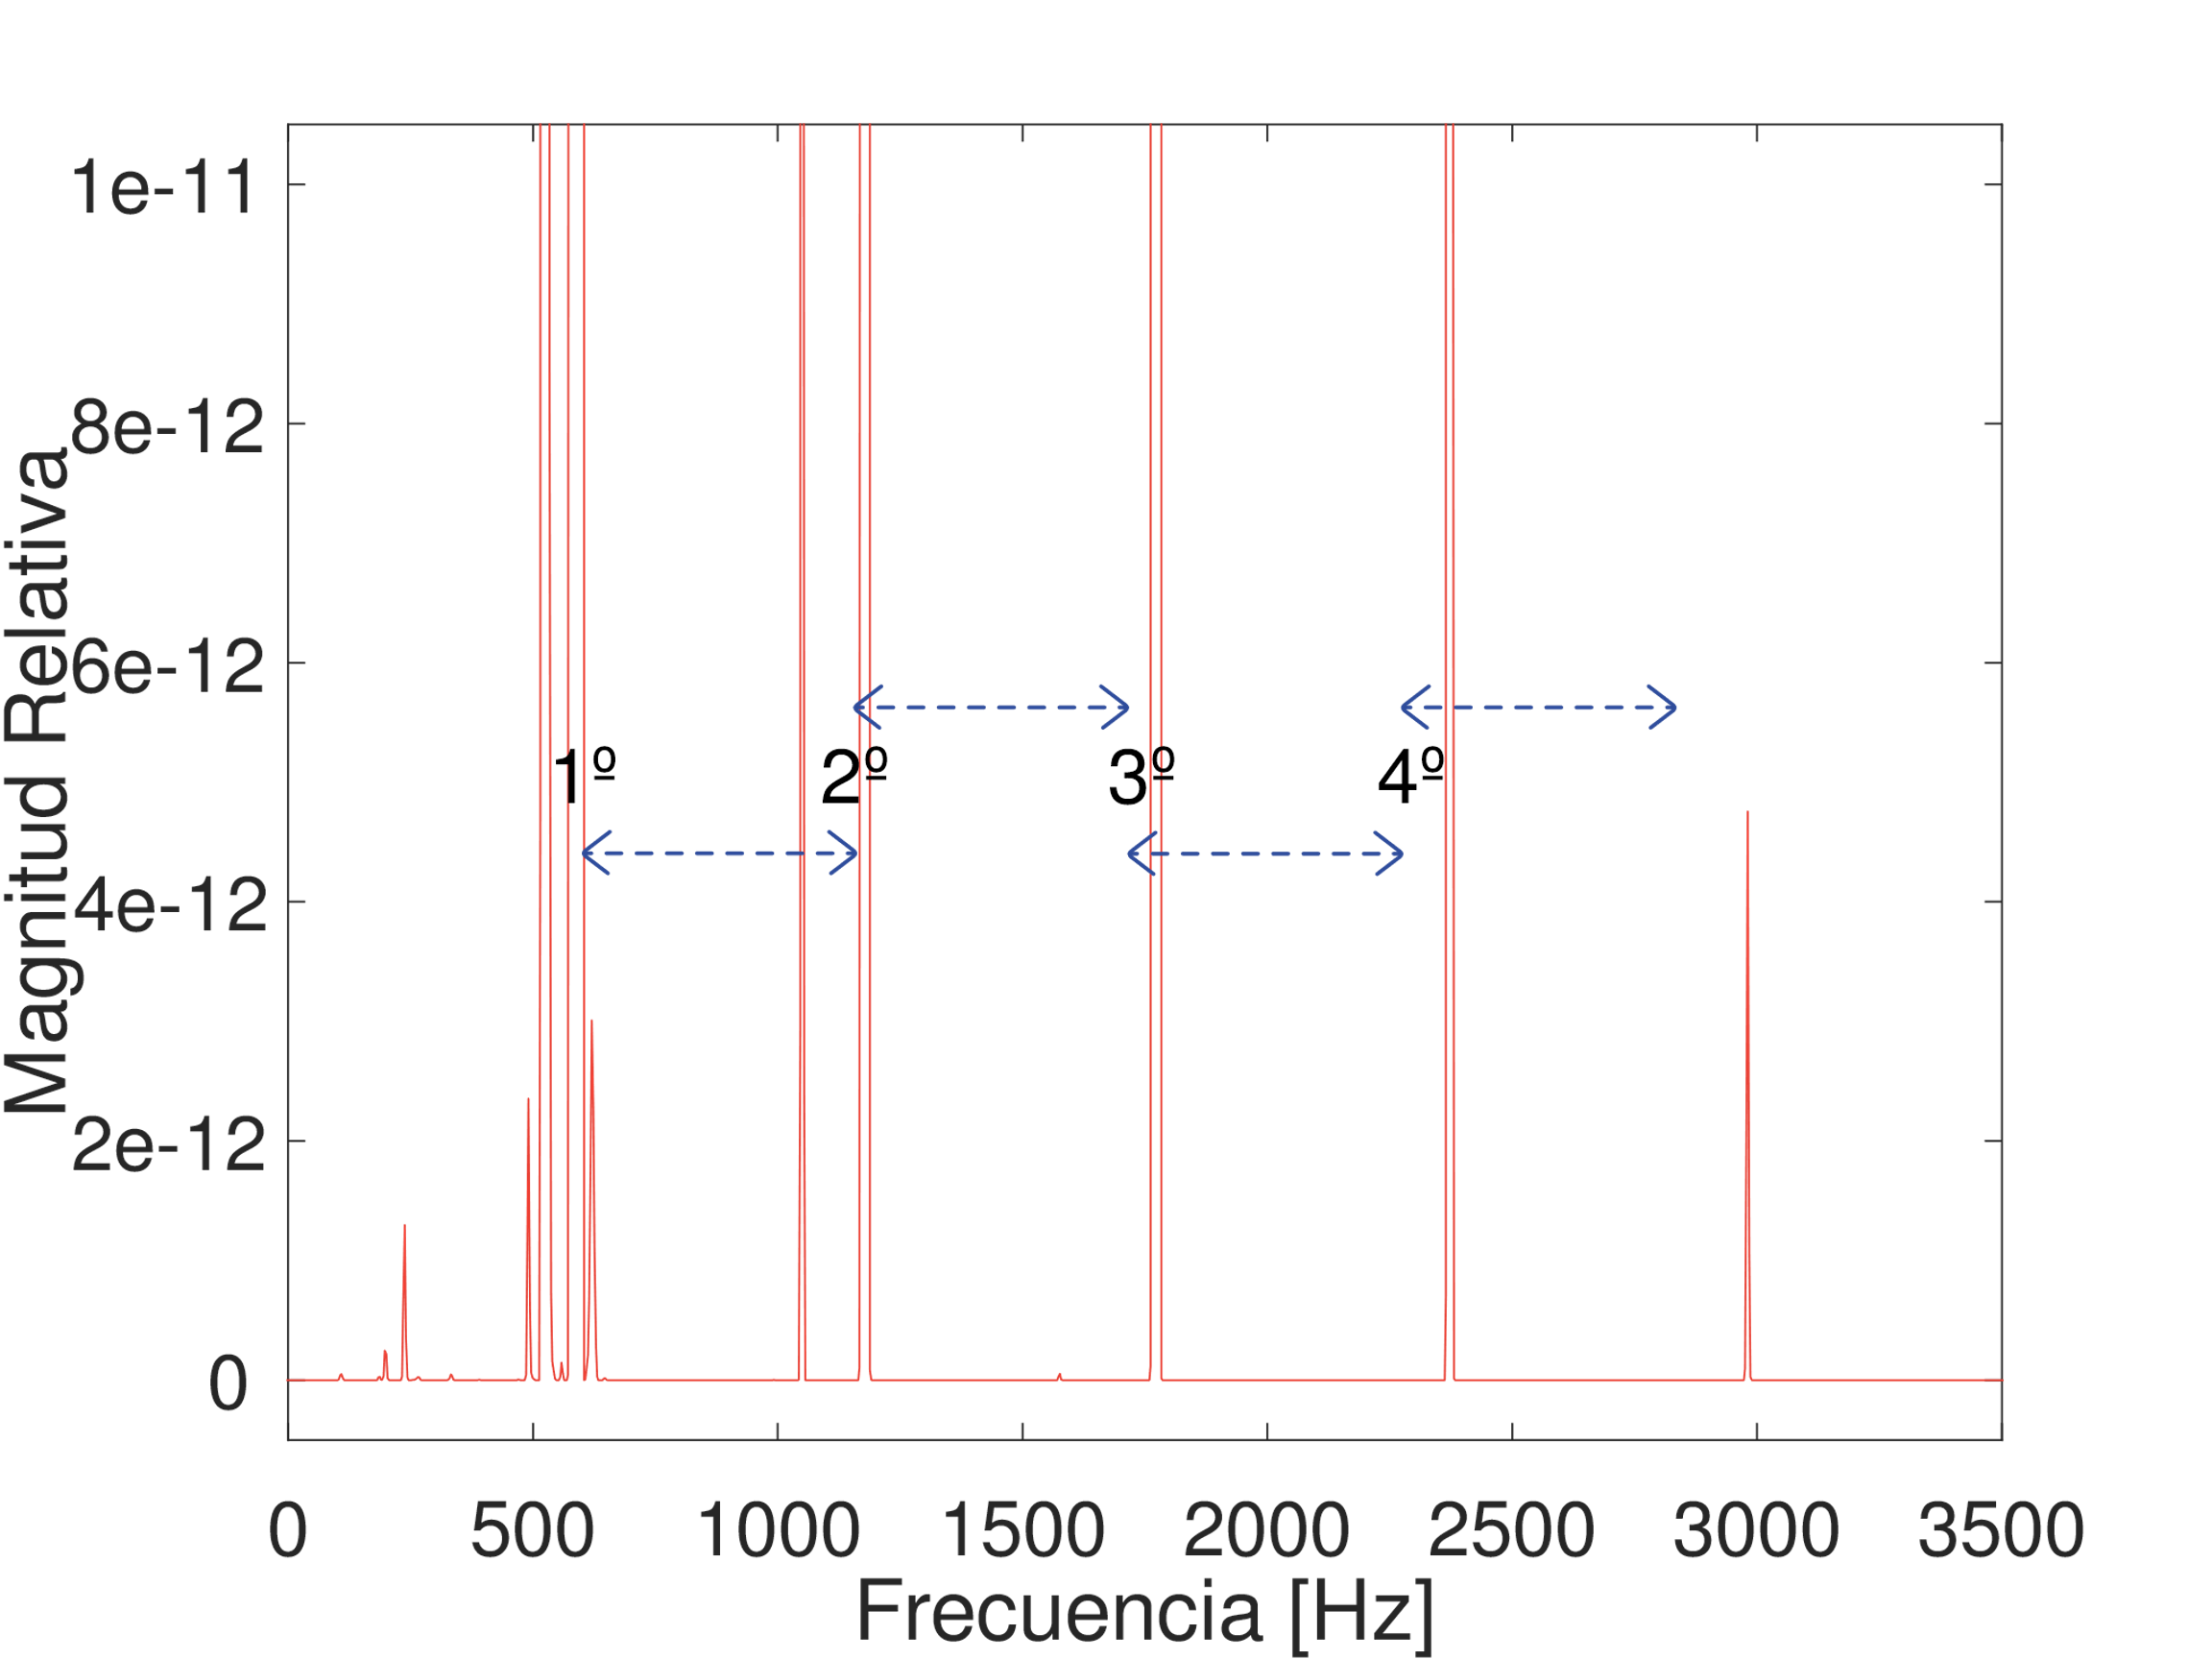 Magnitud Relativa
1e-11
8e-12
6e-12
4e-12
2e-12
0
1º 2º 3º 4º
0 500 1000 1500 2000 2500 3000 3500
Frecuencia [Hz]